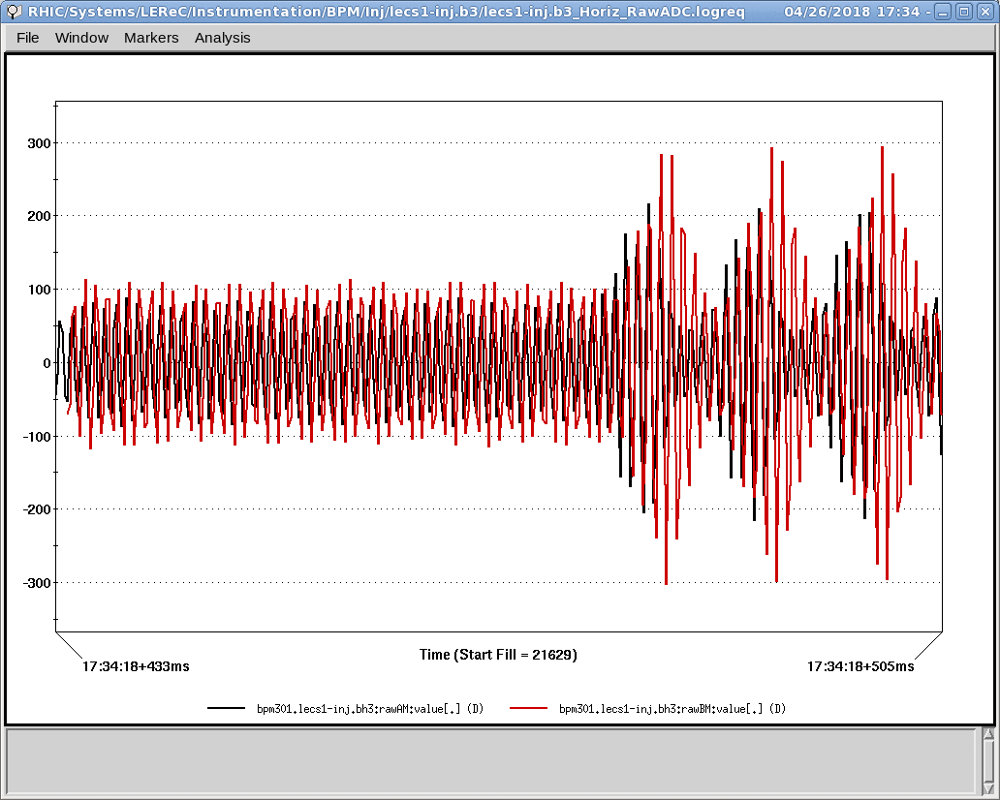 RHIC/Systems/LEReC/Instrumentation/BPM/Inj/lecs1-inj.b3/lecs1-inj.b3_Horiz_RawADC.logreq 04/26/2018 17:34 -
File Window Markers Analysis
300
200
100
0
-100
-200
-300
Time (Start Fill = 21629)
17:34:18+433ms 17:34:18+505ms
bpm301.lecs1-inj.bh3:rawAM:value[.] (D) bpm301.lecs1-inj.bh3:rawBM:value[.] (D)